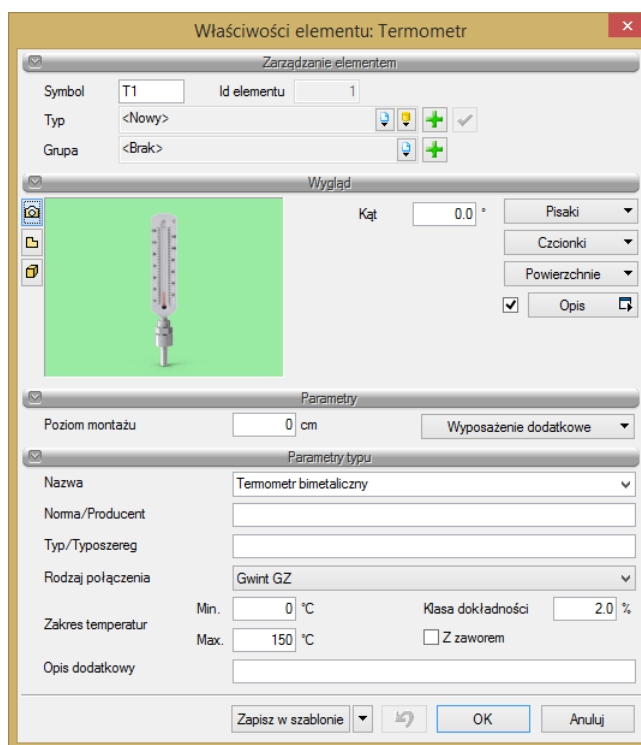 Właściwości elementu: Termometr
Zarządzanie elementem
Symbol T1 Id elementu 1
Typ <Nowy>
Grupa <Brak>
Wygląd
Kąt 0.0 ° Pisaki
Czcionki
Powierzchnie
Opis
Parametry
Poziom montażu 0 cm Wyposażenie dodatkowe
Parametry typu
Nazwa Termometr bimetaliczny
Norma/Producent
Typ/Typoszereg
Rodzaj połączenia Gwint GZ
Zakres temperatur Min. 0 °C Klasa dokładności 2.0 %
Max. 150 °C Z zaworem
Opis dodatkowy
Zapisz w szablonie OK Anuluj